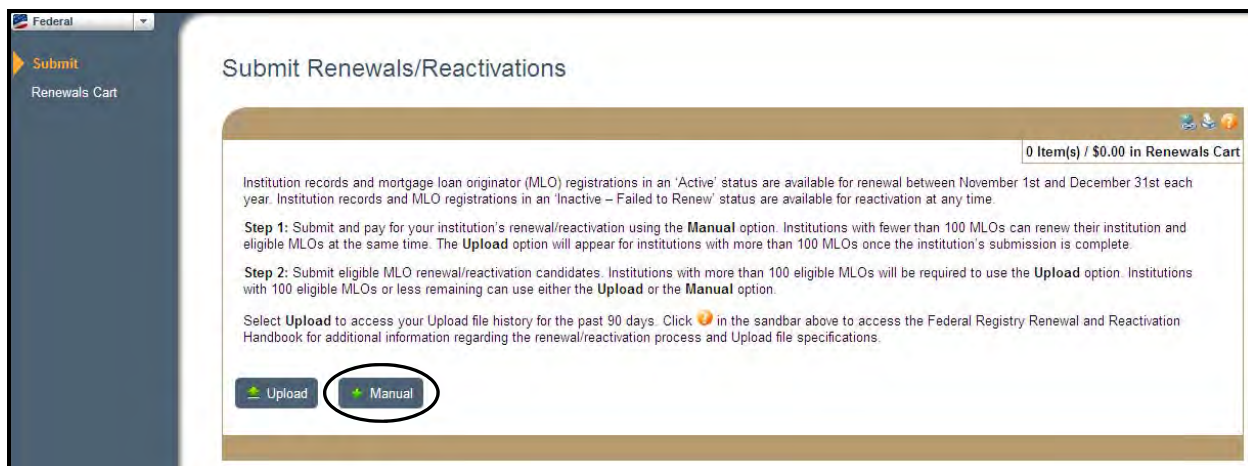 Federal
Submit
Renewals Cart
Submit Renewals/Reactivations
0 Item(s) / $0.00 in Renewals Cart
Institution records and mortgage loan originator (MLO) registrations in an 'Active' status are available for renewal between November 1st and December 31st each
year. Institution records and MLO registrations in an 'Inactive – Failed to Renew' status are available for reactivation at any time.
Step 1: Submit and pay for your institution's renewal/reactivation using the Manual option. Institutions with fewer than 100 MLOs can renew their institution and
eligible MLOs at the same time. The Upload option will appear for institutions with more than 100 MLOs once the institution's submission is complete.
Step 2: Submit eligible MLO renewal/reactivation candidates. Institutions with more than 100 eligible MLOs will be required to use the Upload option. Institutions
with 100 eligible MLOs or less remaining can use either the Upload or the Manual option.
Select Upload to access your Upload file history for the past 90 days. Click ? in the sandbar above to access the Federal Registry Renewal and Reactivation
Handbook for additional information regarding the renewal/reactivation process and Upload file specifications.
Upload
Manual